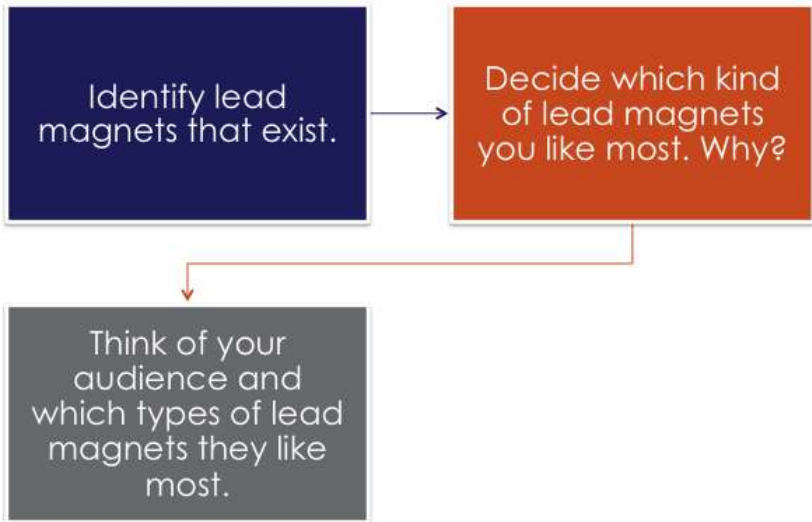 Identify lead
magnets that exist.
Decide which kind
of lead magnets
you like most. Why?
Think of your
audience and
which types of lead
magnets they like
most.